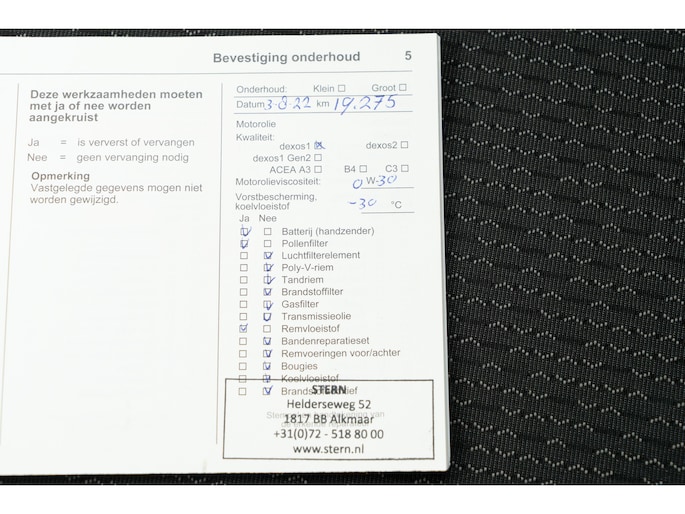 Bevestiging onderhoud 5
Deze werkzaamheden moeten
met ja of nee worden
aangekruist
Ja = is ververst of vervangen
Nee = geen vervanging nodig
Opmerking
Vastgelegde gegevens mogen niet
worden gewijzigd.
Onderhoud: Klein Groot
Datum 3-8-22 km 19.275
Motorolie
Kwaliteit:
dexos1 dexos2
dexos1 Gen2
ACEA A3 B4 C3
Motorolieviscositeit: 0 W-30
Vorstbescherming,
koelvloeistof -30 °C
Ja Nee
Batterij (handzender)
Pollenfilter
Luchtfilterelement
Poly-V-riem
Tandriem
Brandstoffilter
Gasfilter
Transmissieolie
Remvloeistof
Bandenreparatieset
Remvoeringen voor/achter
Bougies
Koelvloeistof
STERN
Helderseweg 52
1817 BB Alkmaar
+31(0)72 - 518 80 00
www.stern.nl